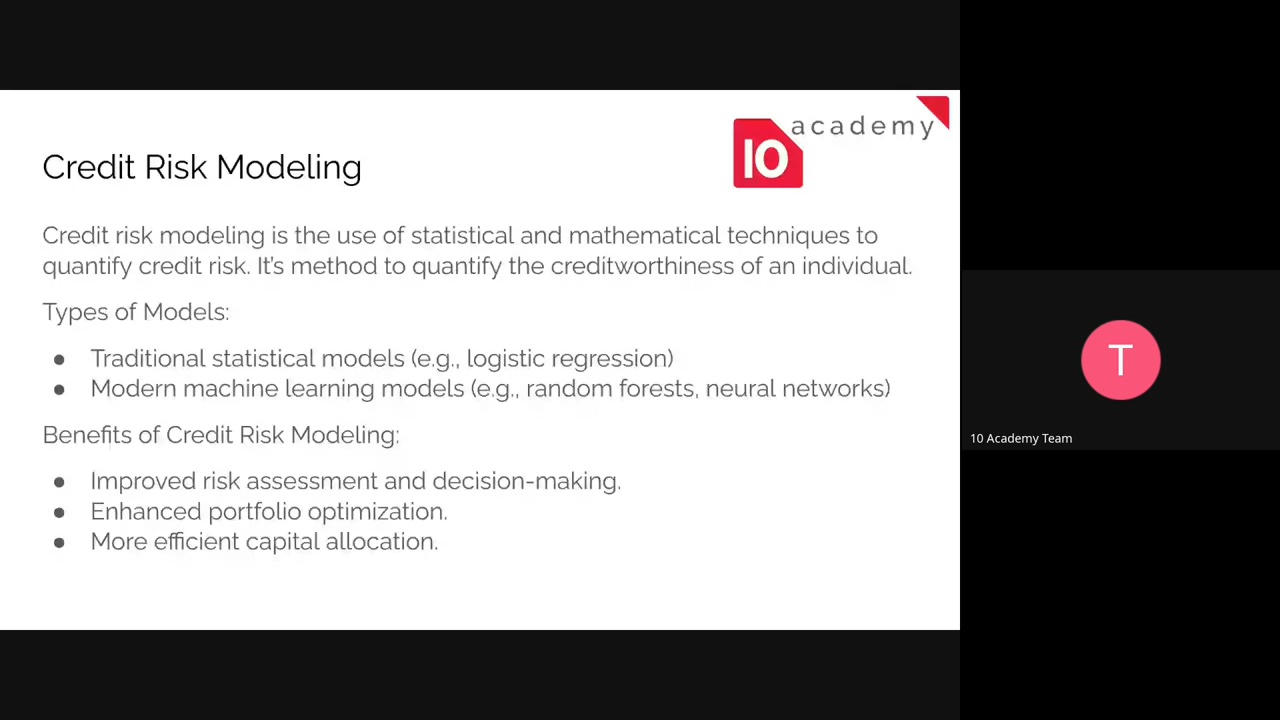 academy
10
Credit Risk Modeling
Credit risk modeling is the use of statistical and mathematical techniques to
quantify credit risk. It's method to quantify the creditworthiness of an individual.
Types of Models:
● Traditional statistical models (e.g., logistic regression)
● Modern machine learning models (e.g., random forests, neural networks)
Benefits of Credit Risk Modeling:
● Improved risk assessment and decision-making.
● Enhanced portfolio optimization.
● More efficient capital allocation.
T
10 Academy Team